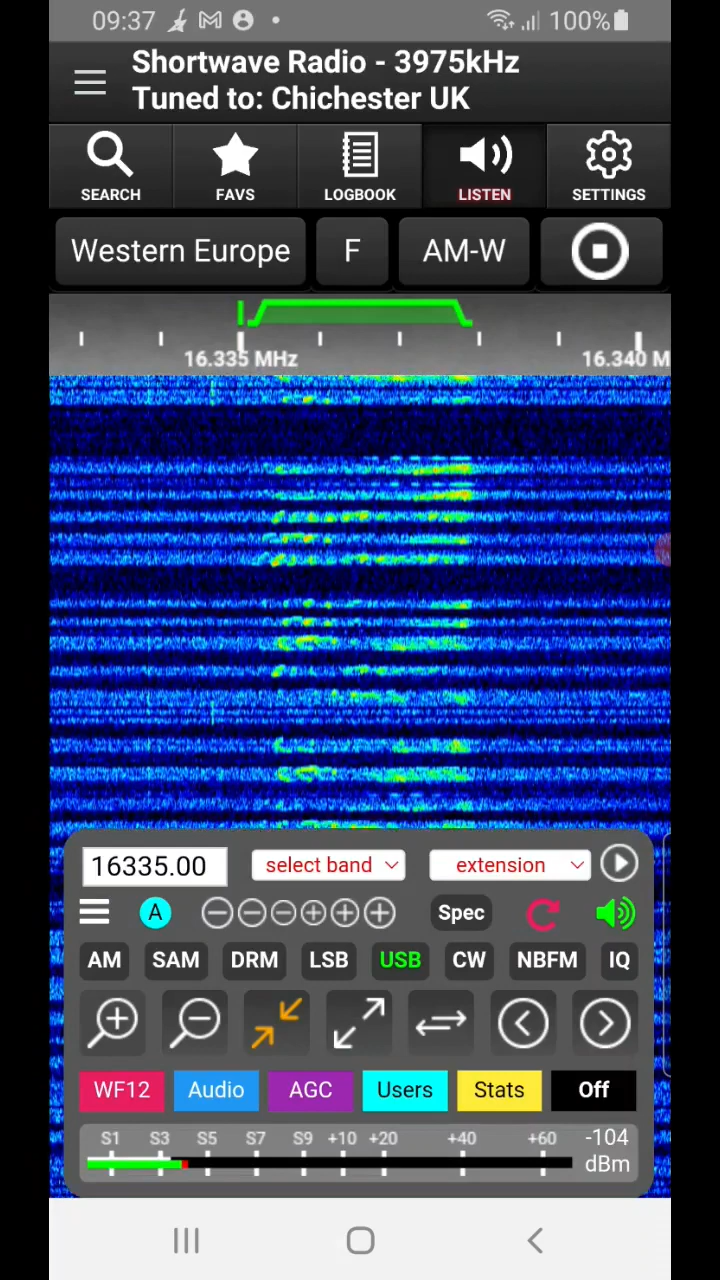 09:37 100%
Shortwave Radio - 3975kHz
Tuned to: Chichester UK
SEARCH FAVS LOGBOOK LISTEN SETTINGS
Western Europe F AM-W
16.335 MHz 16.340 M
16335.00 select band extension
A Spec
AM SAM DRM LSB USB CW NBFM IQ
WF12 Audio AGC Users Stats Off
S1 S3 S5 S7 S9 +10 +20 +40 +60 -104
dBm